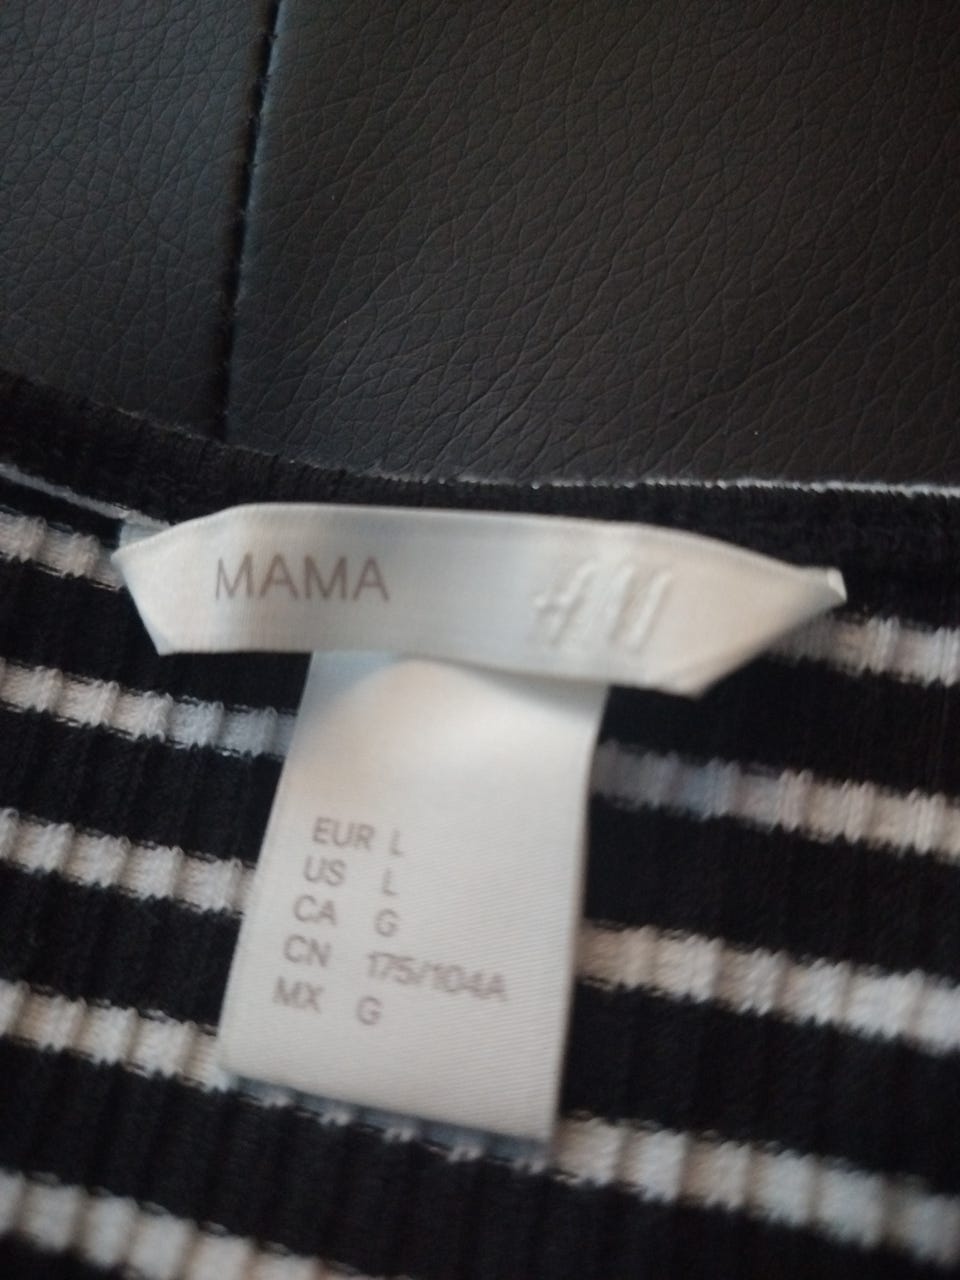 MAMA H&M
EUR L
US L
CA G
CN 175/104A
MX G